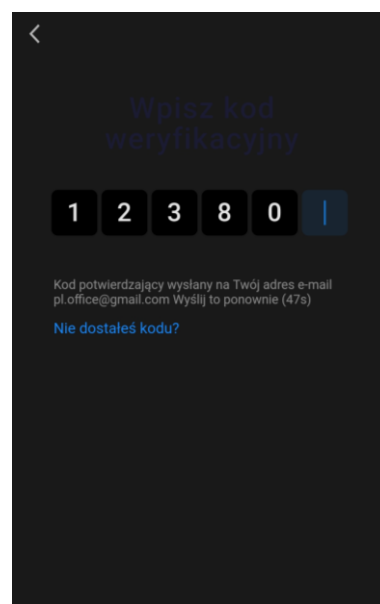 Wpisz kod
weryfikacyjny
1 2 3 8 0
Kod potwierdzający wysłany na Twój adres e-mail
pl.office@gmail.com Wyślij to ponownie (47s)
Nie dostałeś kodu?